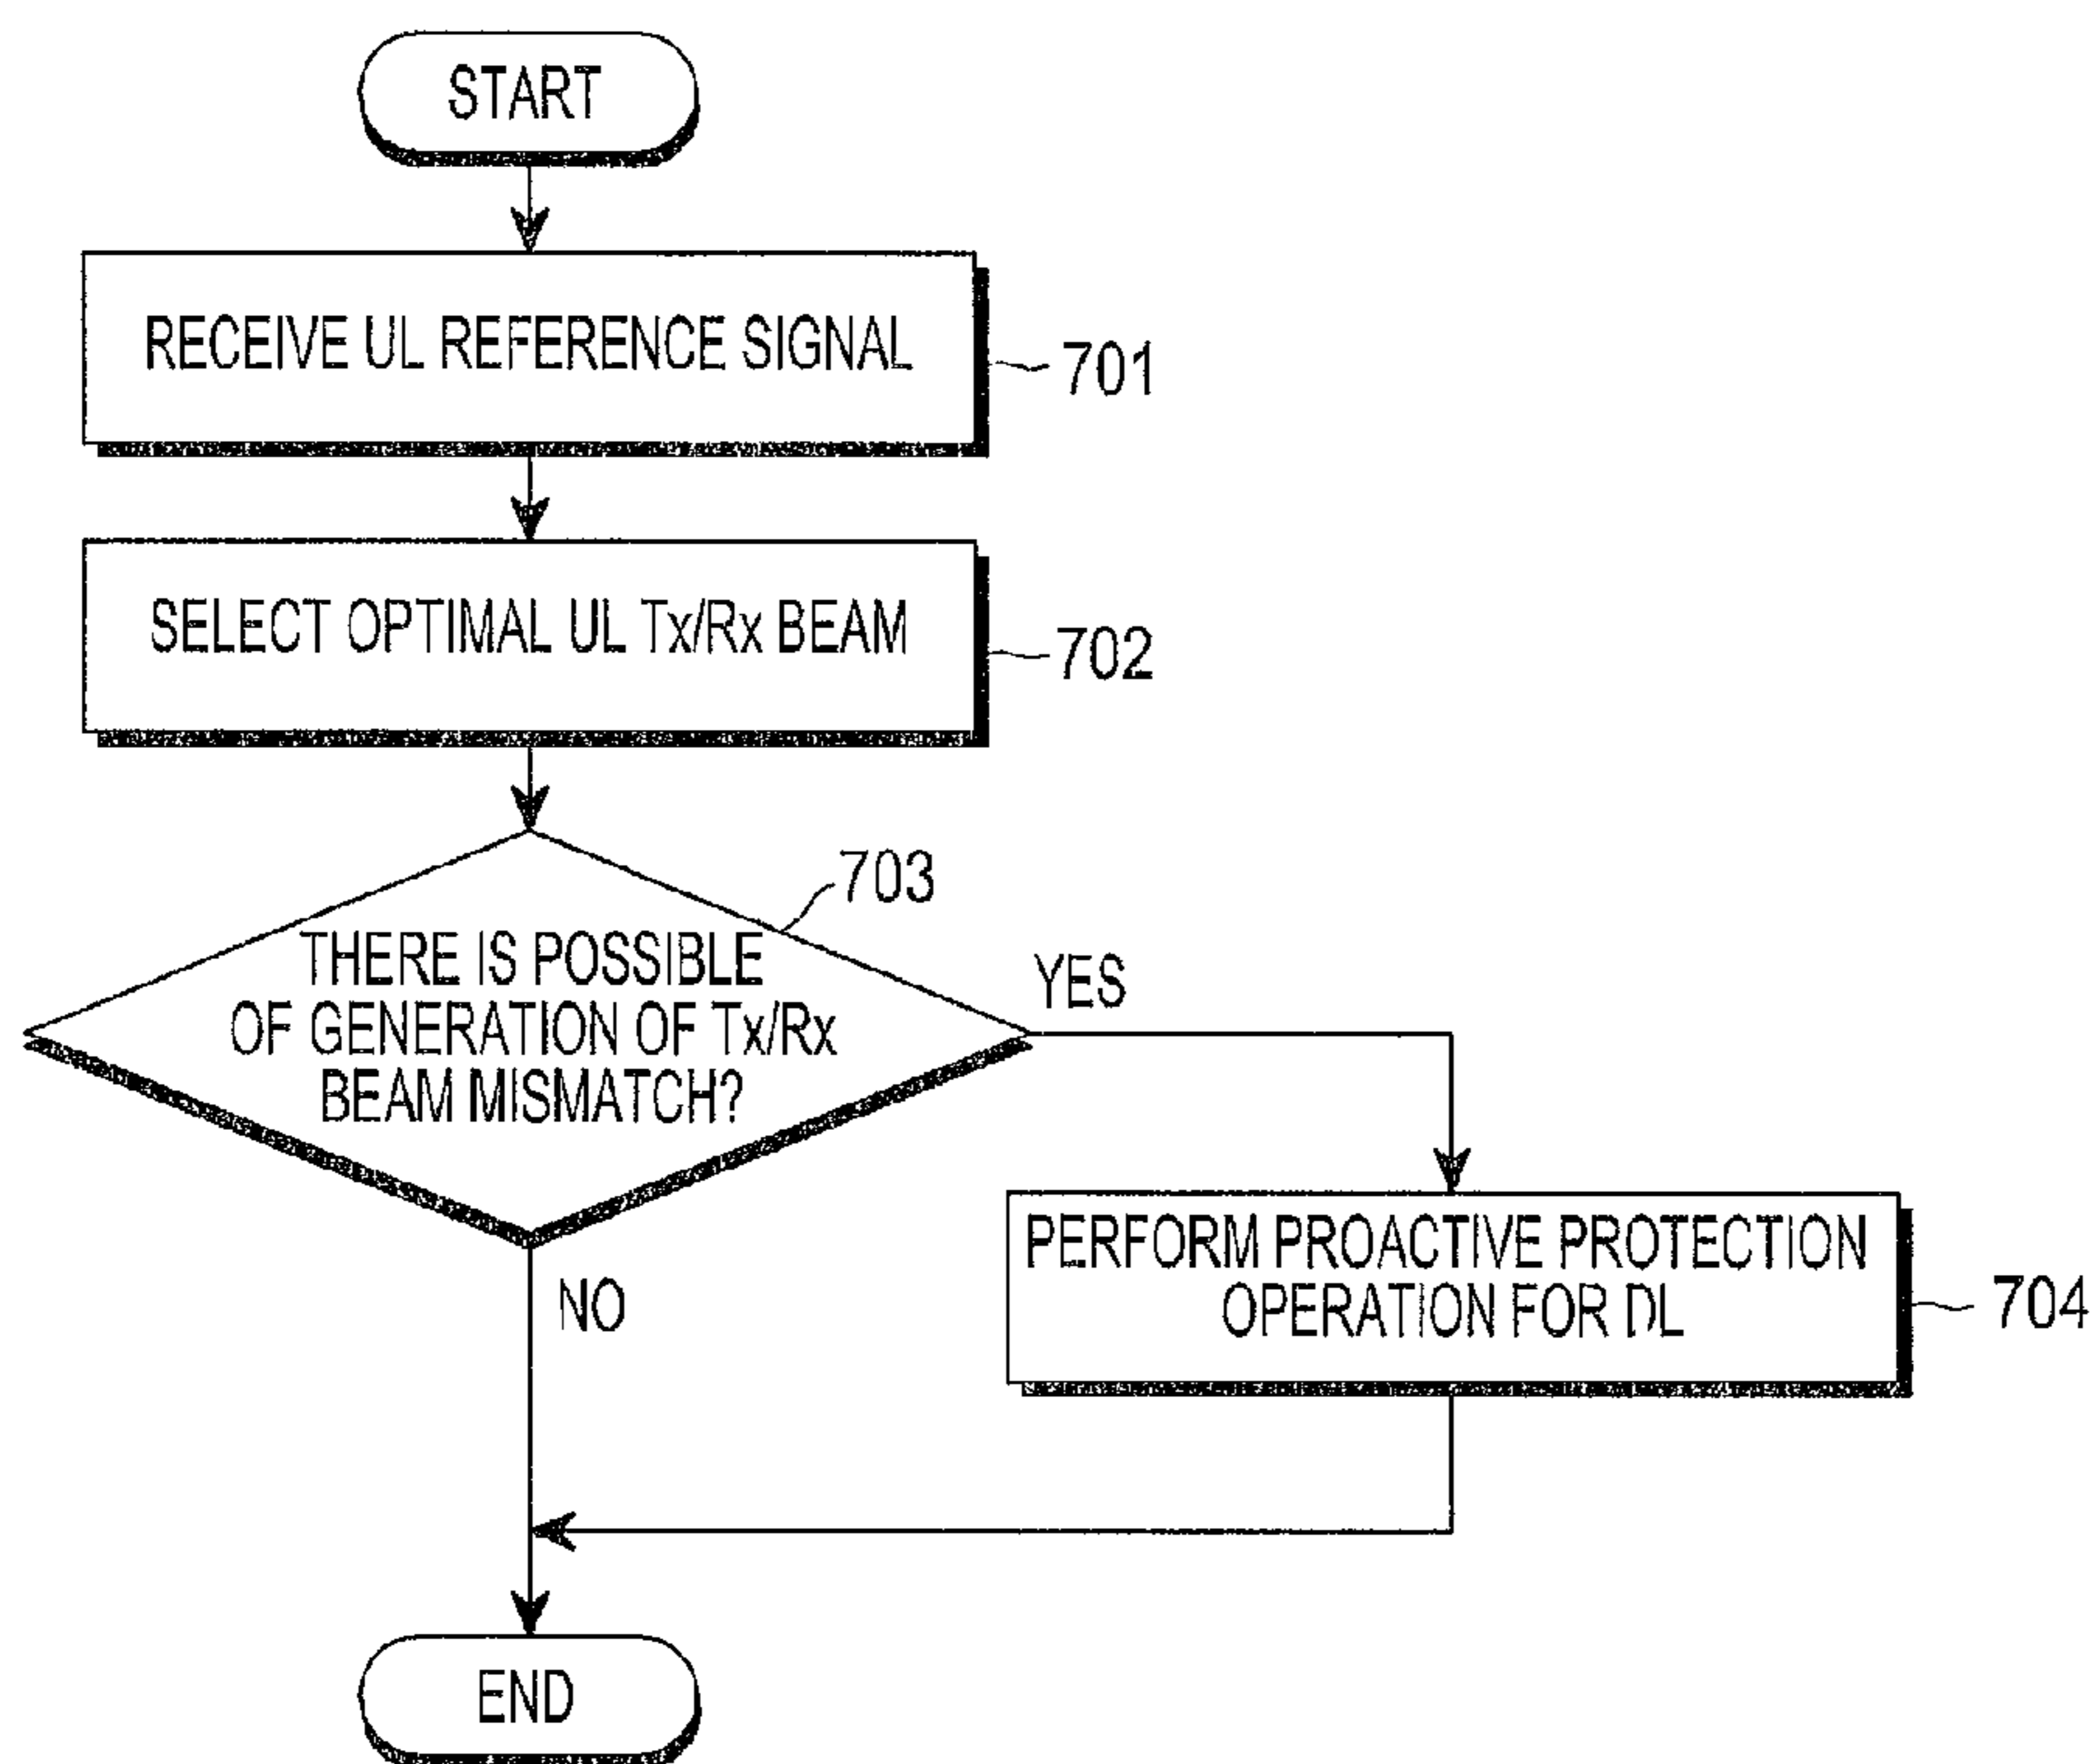 START
RECEIVE UL REFERENCE SIGNAL
701
SELECT OPTIMAL UL Tx/Rx BEAM
702
703
THERE IS POSSIBLE
OF GENERATION OF Tx/Rx
BEAM MISMATCH?
YES
NO
PERFORM PROACTIVE PROTECTION
OPERATION FOR DL
704
END